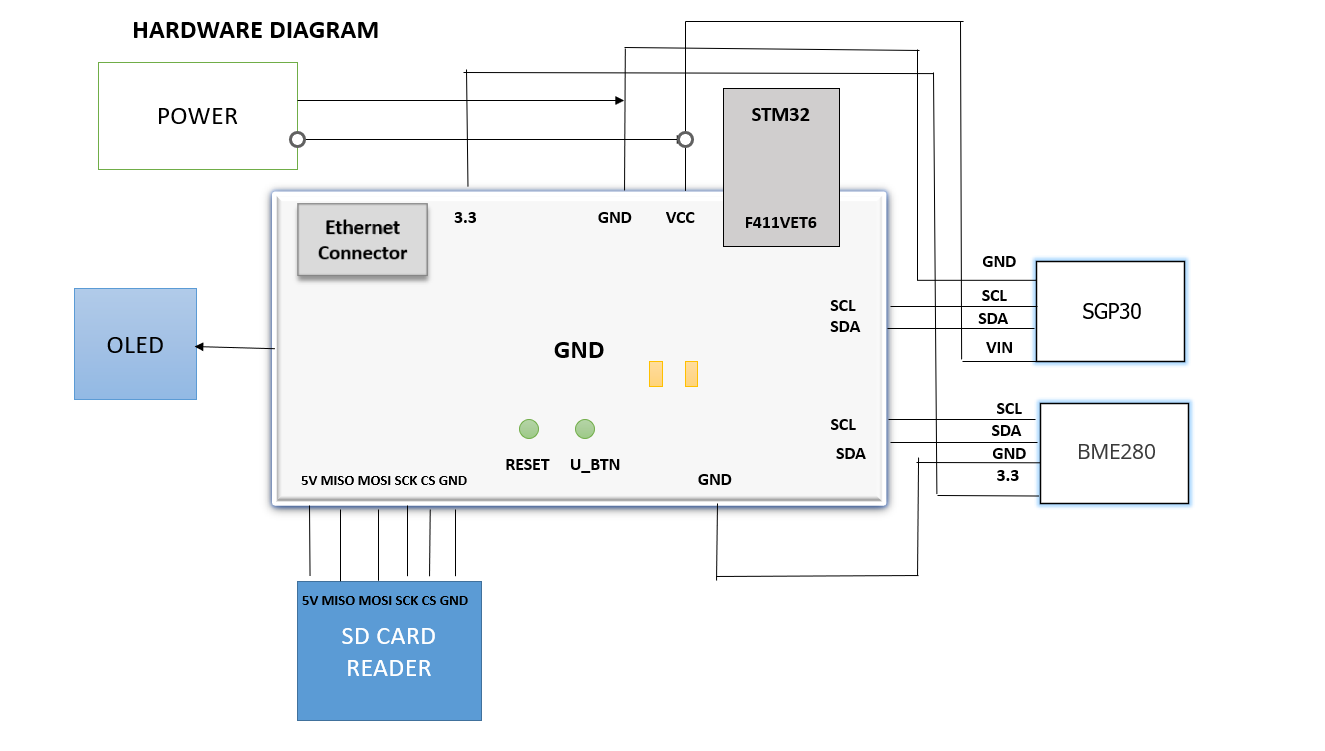 HARDWARE DIAGRAM
POWER
STM32
F411VET6
Ethernet
Connector
3.3
GND
VCC
GND
SCL
SDA
VIN
SGP30
SCL
SDA
OLED
GND
SCL
SDA
GND
3.3
BME280
SCL
SDA
RESET
U_BTN
5V MISO MOSI SCK CS GND
GND
5V MISO MOSI SCK CS GND
SD CARD
READER